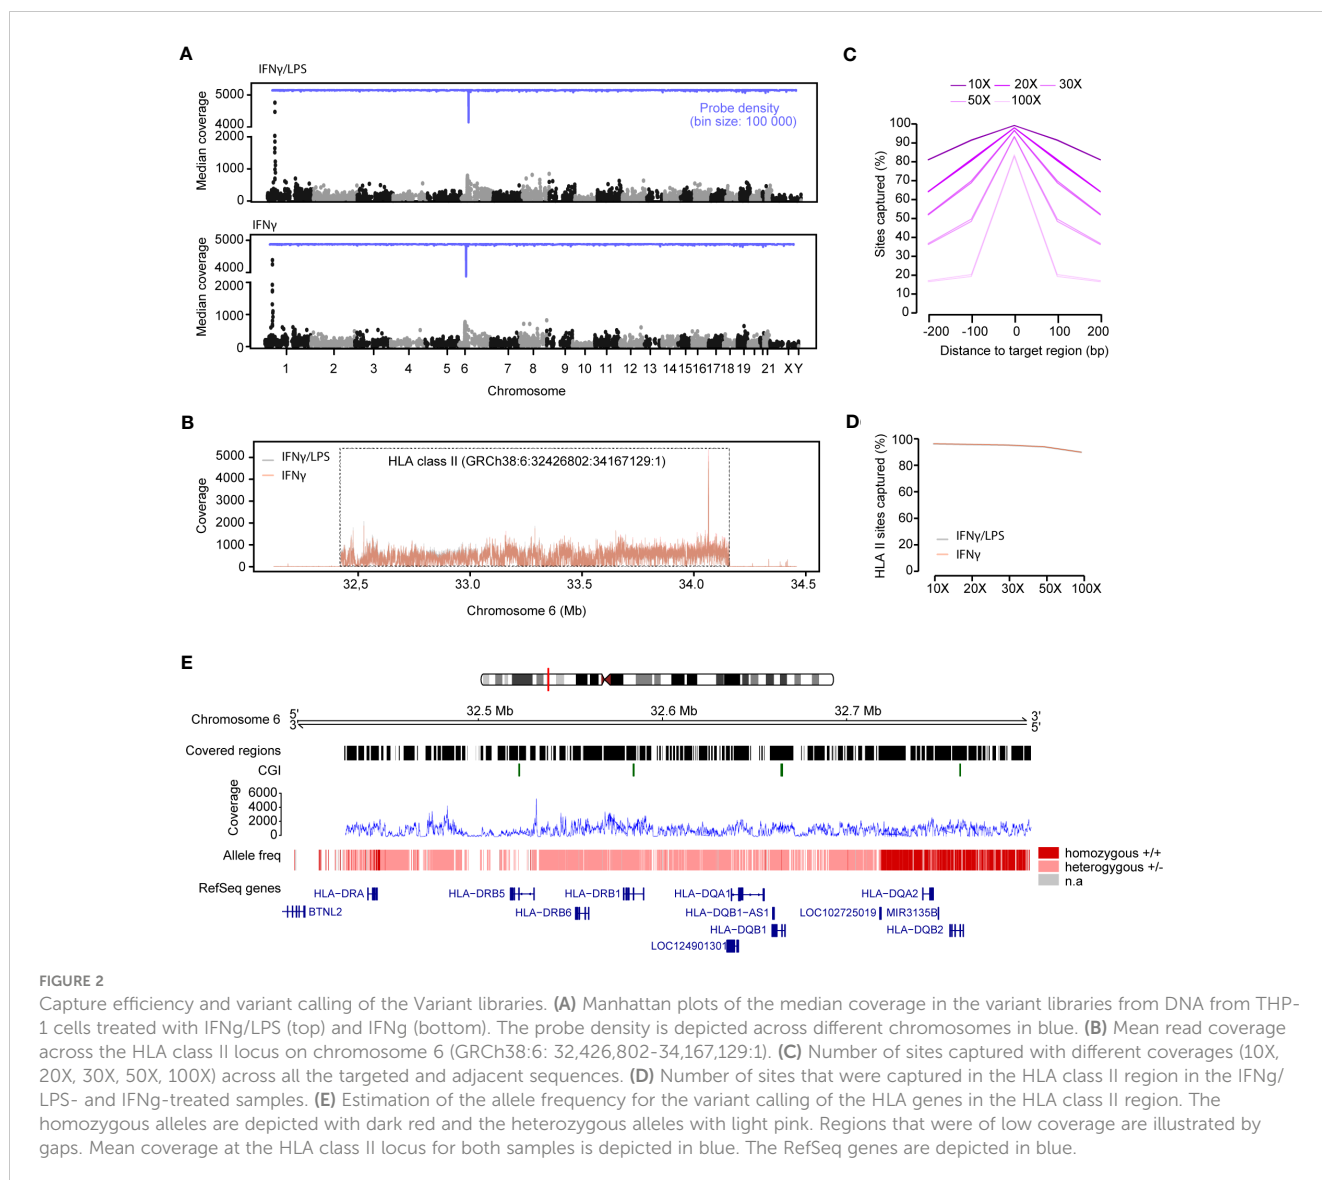 A
IFNγ/LPS
5000
4000
2000
1000
0
Median coverage
Probe density
(bin size: 100 000)
IFNγ
5000
4000
2000
1000
0
Median coverage
1 2 3 4 5 6 7 8 9 10 11 12 13 14 15 16 17 18 19 21 X Y
Chromosome
C
10X 20X 30X
50X 100X
100
90
80
70
60
50
40
30
20
10
0
Sites captured (%)
-200 -100 0 100 200
Distance to target region (bp)
B
IFNγ/LPS
IFNγ
HLA class II (GRCh38:6:32426802:34167129:1)
5000
4000
3000
2000
1000
0
Coverage
32,5 33.0 33.5 34.0 34.5
Chromosome 6 (Mb)
D
100
80
60
60
20
0
HLA II sites captured (%)
IFNγ/LPS
IFNγ
10X 20X 30X 50X 100X
E
Chromosome 6
5' 3'
3' 5'
32.5 Mb 32.6 Mb 32.7 Mb
Covered regions
CGI
6000
4000
2000
0
Coverage
Allele freq
homozygous +/+
heterogygous +/-
n.a
RefSeq genes
HLA-DRA HLA-DRB5 HLA-DRB1 HLA-DQA1 HLA-DQA2
BTNL2 HLA-DRB6 HLA-DQB1-AS1 LOC102725019 MIR3135B
HLA-DQB1 HLA-DQB2
LOC124901301
FIGURE 2
Capture efficiency and variant calling of the Variant libraries. (A) Manhattan plots of the median coverage in the variant libraries from DNA from THP-
1 cells treated with IFNg/LPS (top) and IFNg (bottom). The probe density is depicted across different chromosomes in blue. (B) Mean read coverage
across the HLA class II locus on chromosome 6 (GRCh38:6: 32,426,802-34,167,129:1). (C) Number of sites captured with different coverages (10X,
20X, 30X, 50X, 100X) across all the targeted and adjacent sequences. (D) Number of sites that were captured in the HLA class II region in the IFNg/
LPS- and IFNg-treated samples. (E) Estimation of the allele frequency for the variant calling of the HLA genes in the HLA class II region. The
homozygous alleles are depicted with dark red and the heterozygous alleles with light pink. Regions that were of low coverage are illustrated by
gaps. Mean coverage at the HLA class II locus for both samples is depicted in blue. The RefSeq genes are depicted in blue.